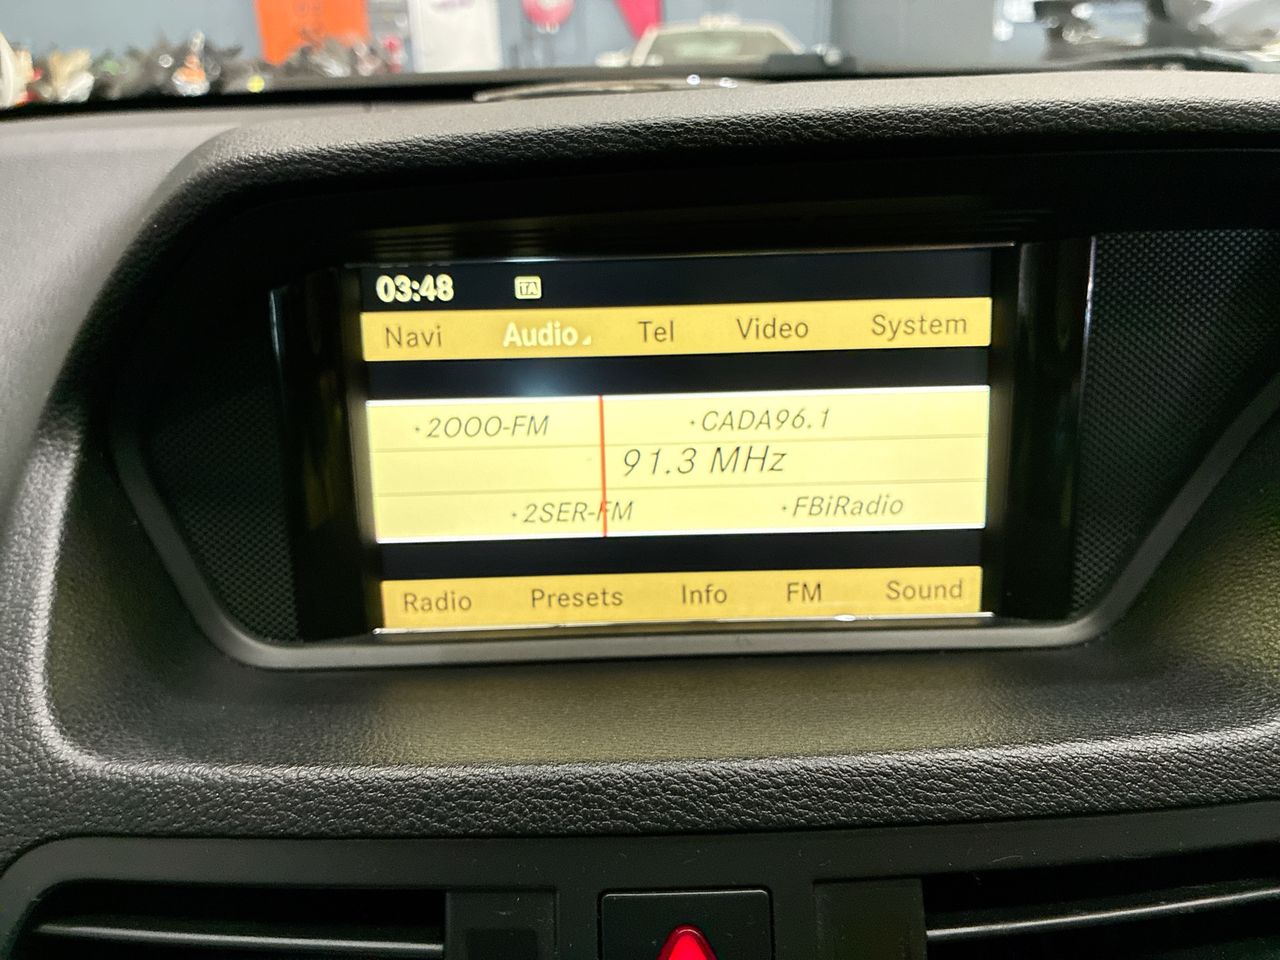 03:48 TA
Navi Audio Tel Video System
2000-FM CADA96.1
91.3 MHz
2SER-FM FBiRadio
Radio Presets Info FM Sound